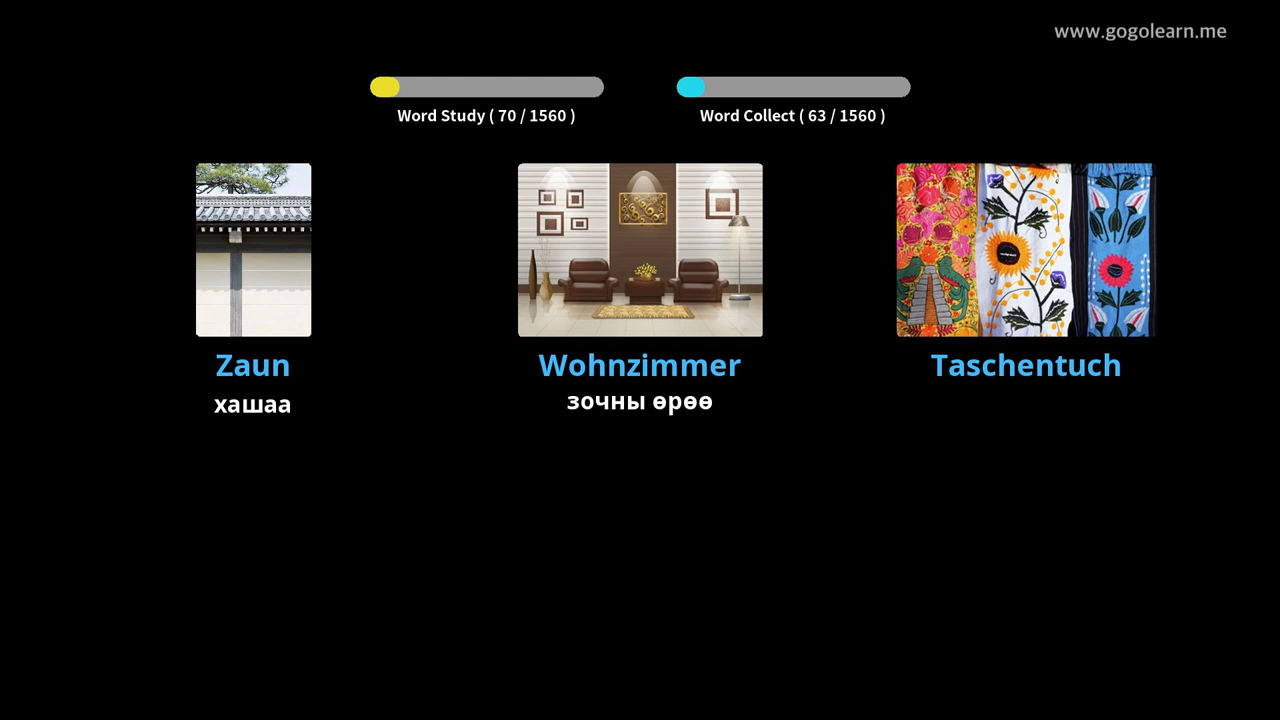 www.gogolearn.me
Word Study ( 70 / 1560 )
Word Collect ( 63 / 1560 )
Zaun
Wohnzimmer
Taschentuch
хашаа
зочны өрөө